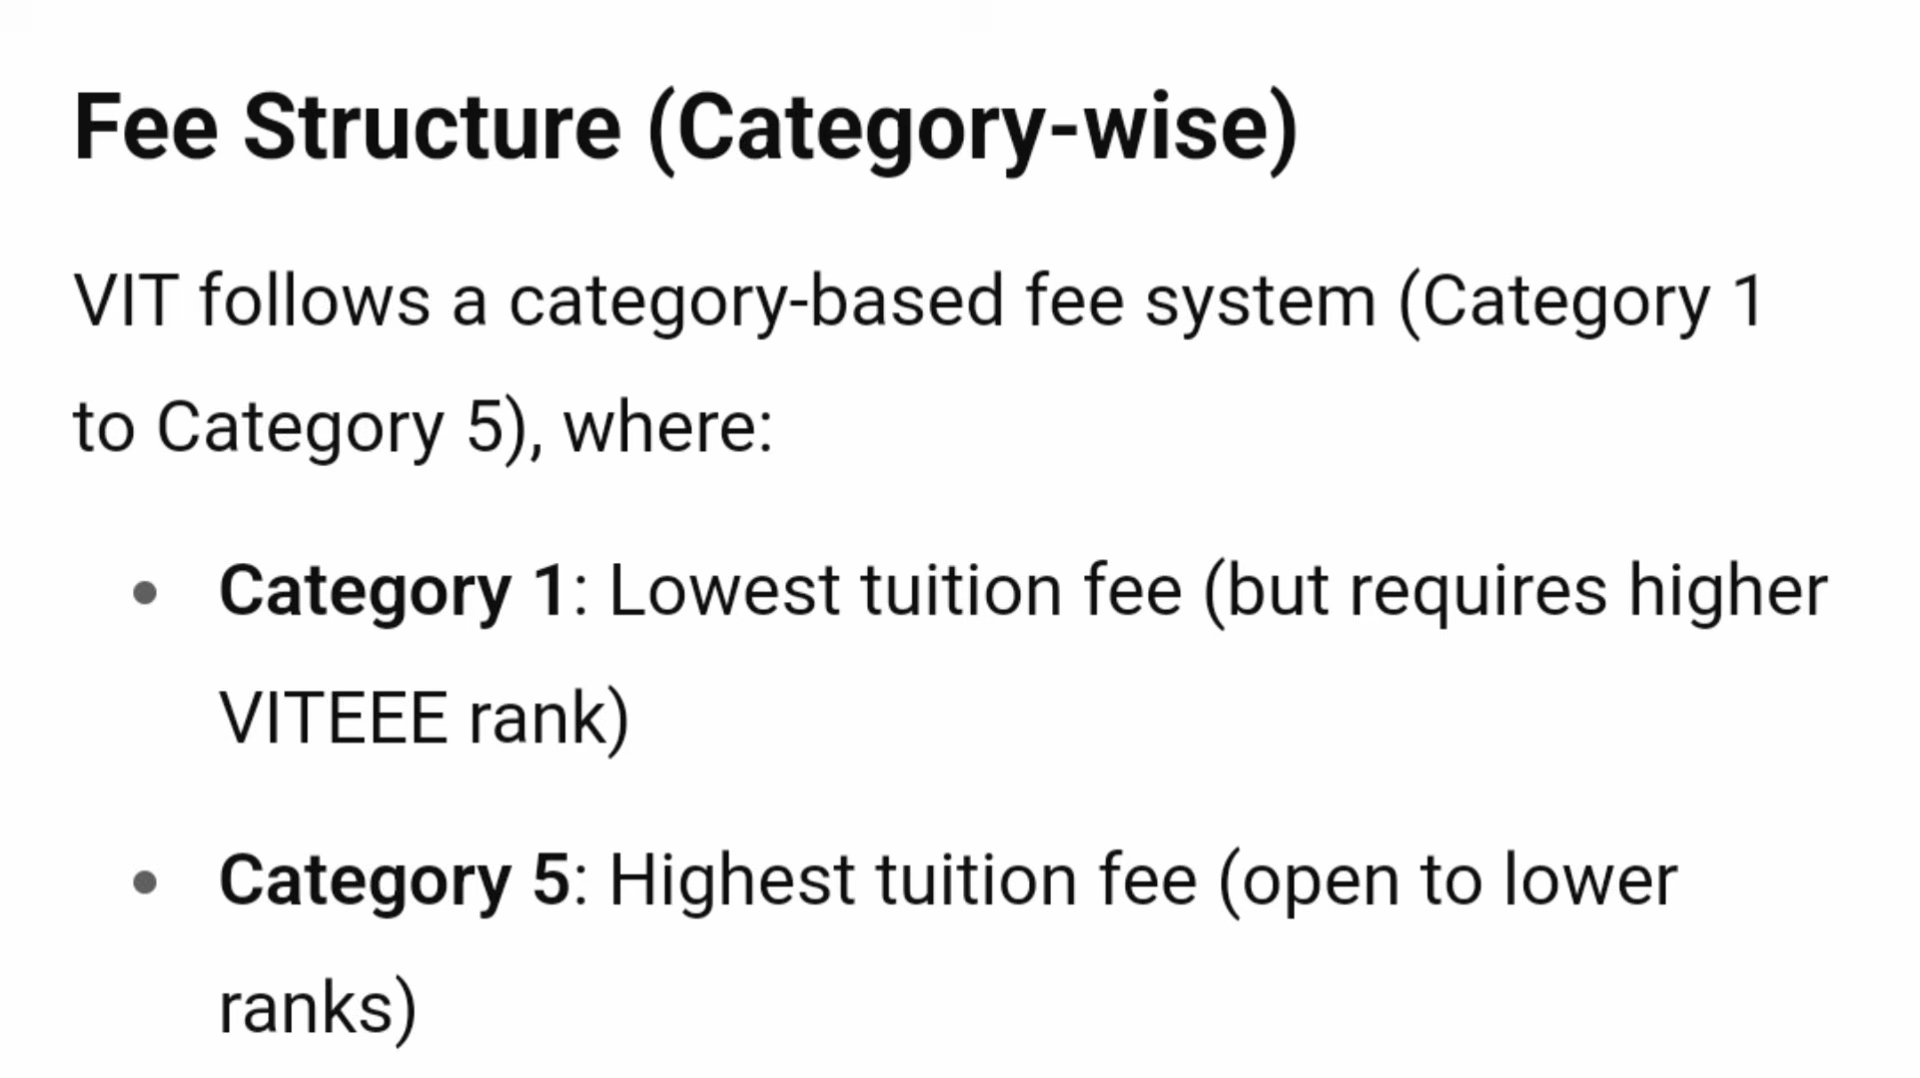 Fee Structure (Category-wise)
VIT follows a category-based fee system (Category 1
to Category 5), where:
• Category 1: Lowest tuition fee (but requires higher
VITEEE rank)
• Category 5: Highest tuition fee (open to lower
ranks)